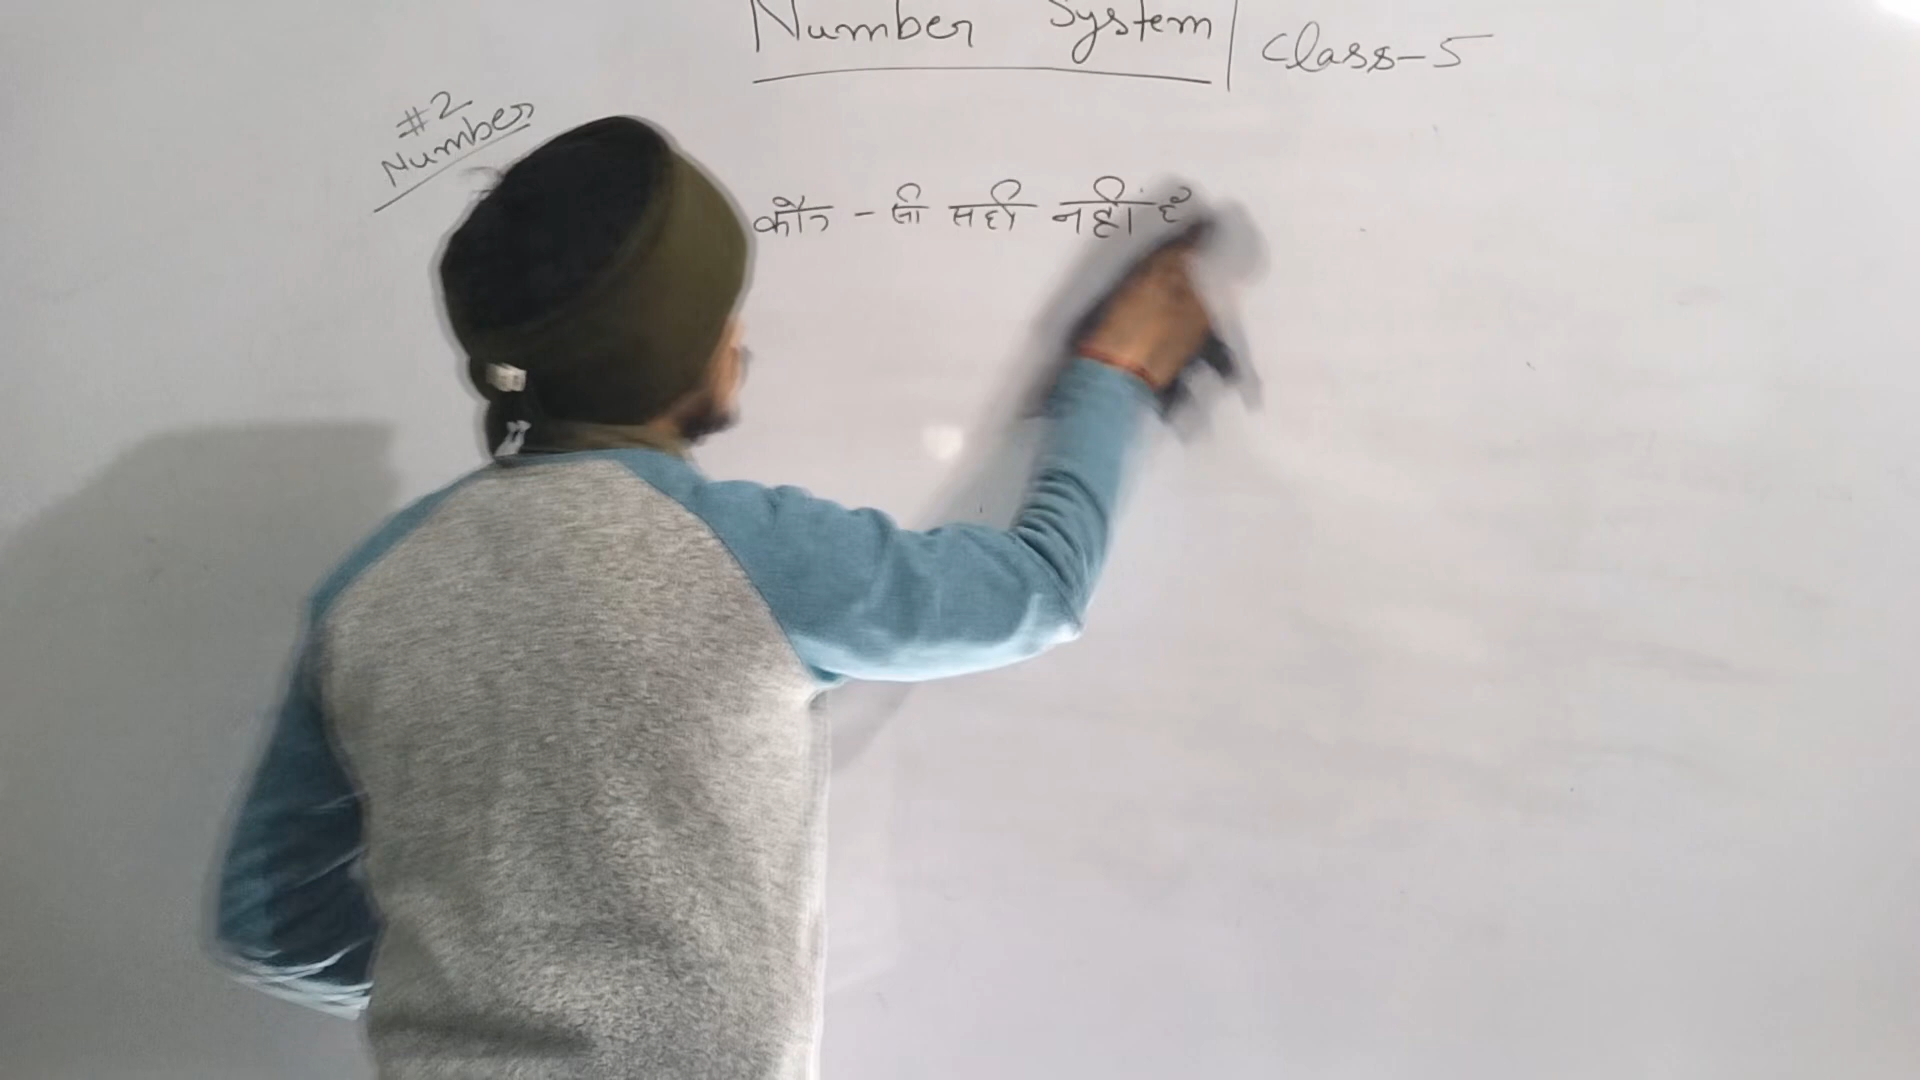 Number System | Class-5
#2
Number
कौन - सी सही नहीं है